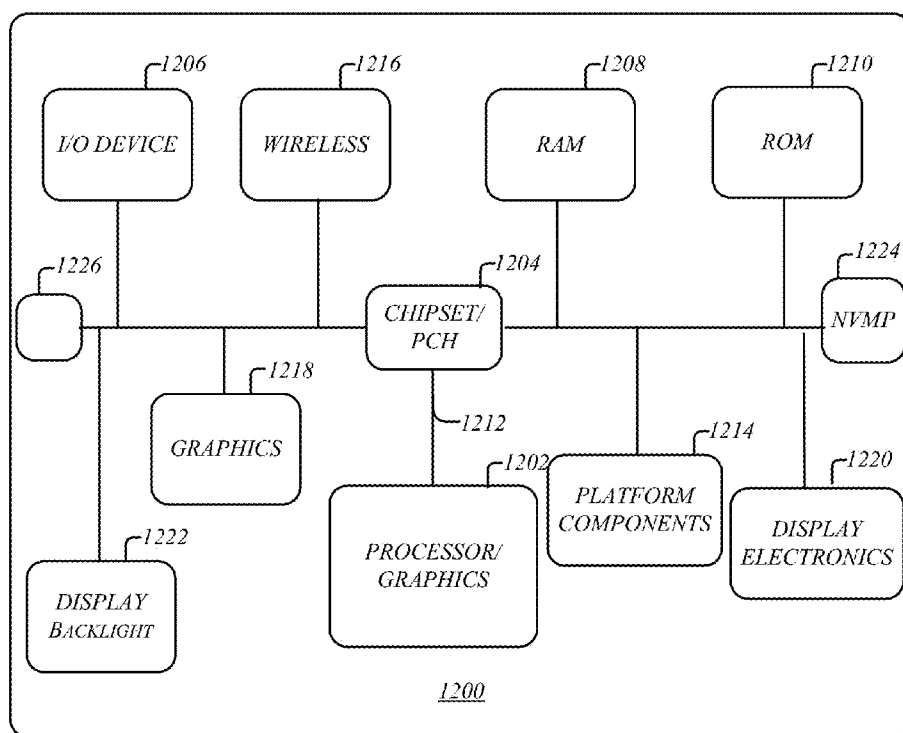 1206
1216
1208
1210
I/O DEVICE
WIRELESS
RAM
ROM
1226
1204
1224
CHIPSET/
PCH
NVMP
1218
GRAPHICS
1212
1214
1202
1220
PLATFORM
COMPONENTS
1222
PROCESSOR/
GRAPHICS
DISPLAY
ELECTRONICS
DISPLAY
BACKLIGHT
1200